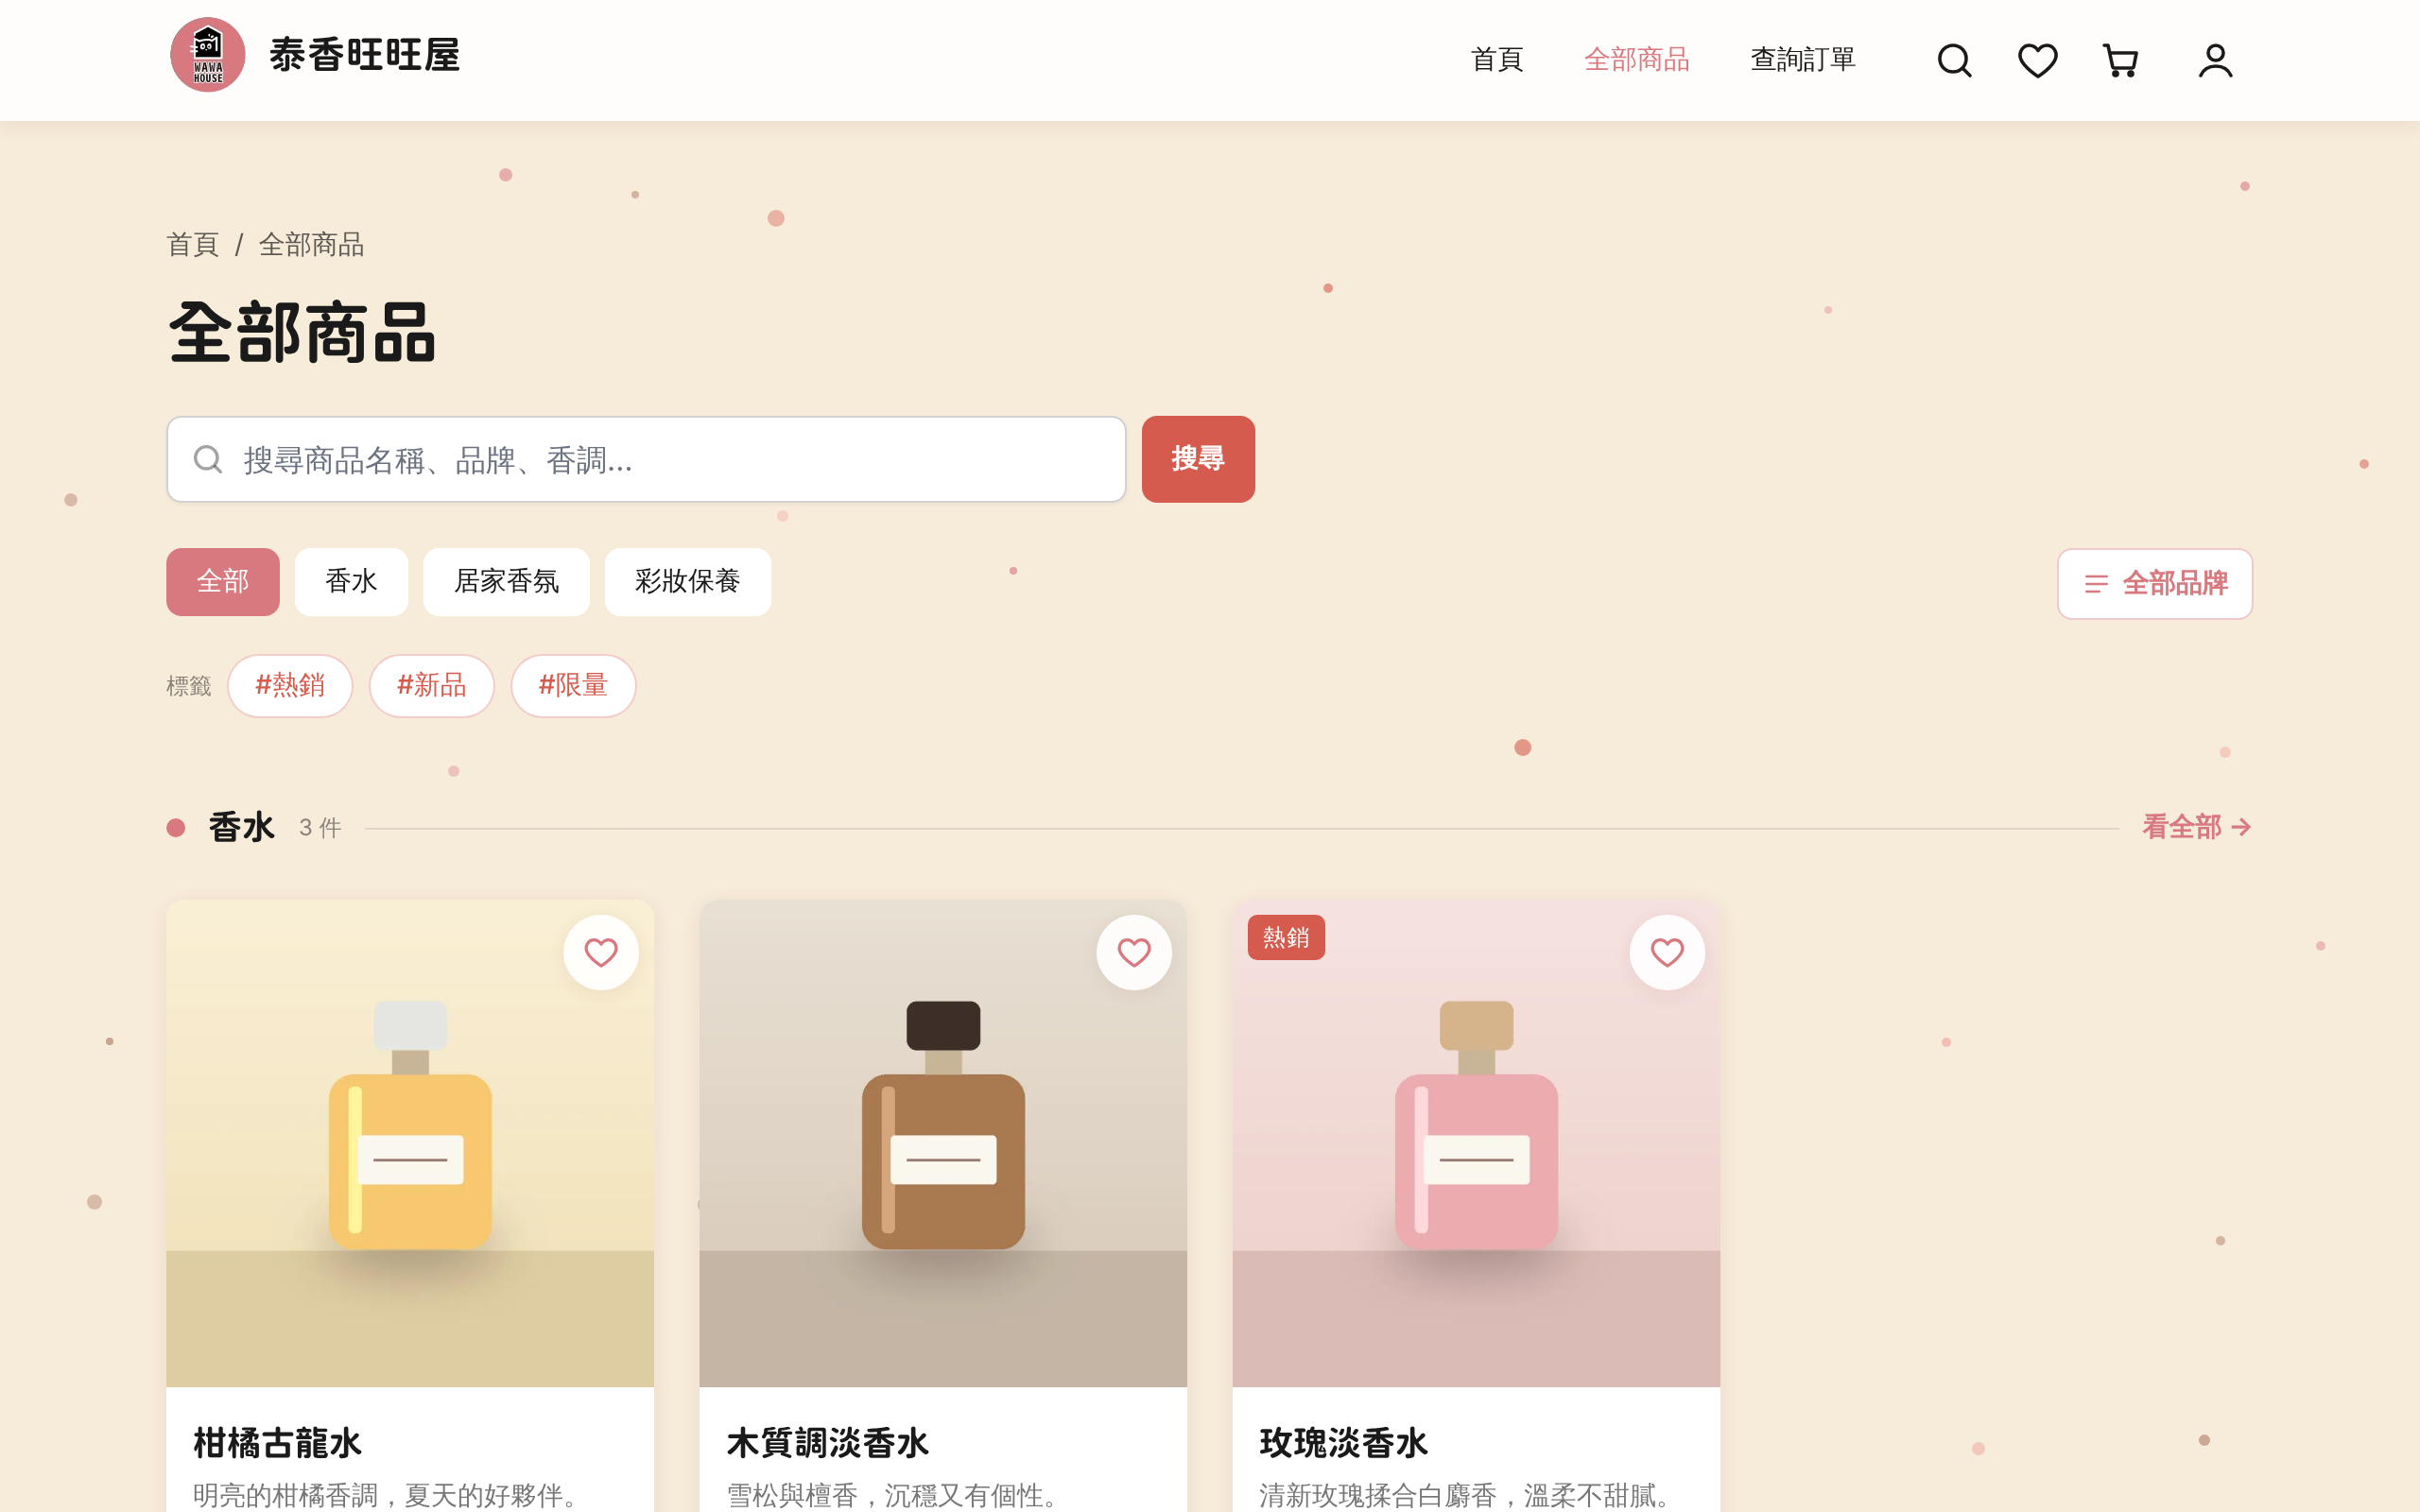 WAWA
HOUSE
泰香旺旺屋
首頁 全部商品 查詢訂單
首頁 / 全部商品
全部商品
搜尋商品名稱、品牌、香調...
搜尋
全部 香水 居家香氛 彩妝保養
全部品牌
標籤 #熱銷 #新品 #限量
香水 3 件
看全部 →
熱銷
柑橘古龍水
明亮的柑橘香調，夏天的好夥伴。
木質調淡香水
雪松與檀香，沉穩又有個性。
玫瑰淡香水
清新玫瑰揉合白麝香，溫柔不甜膩。